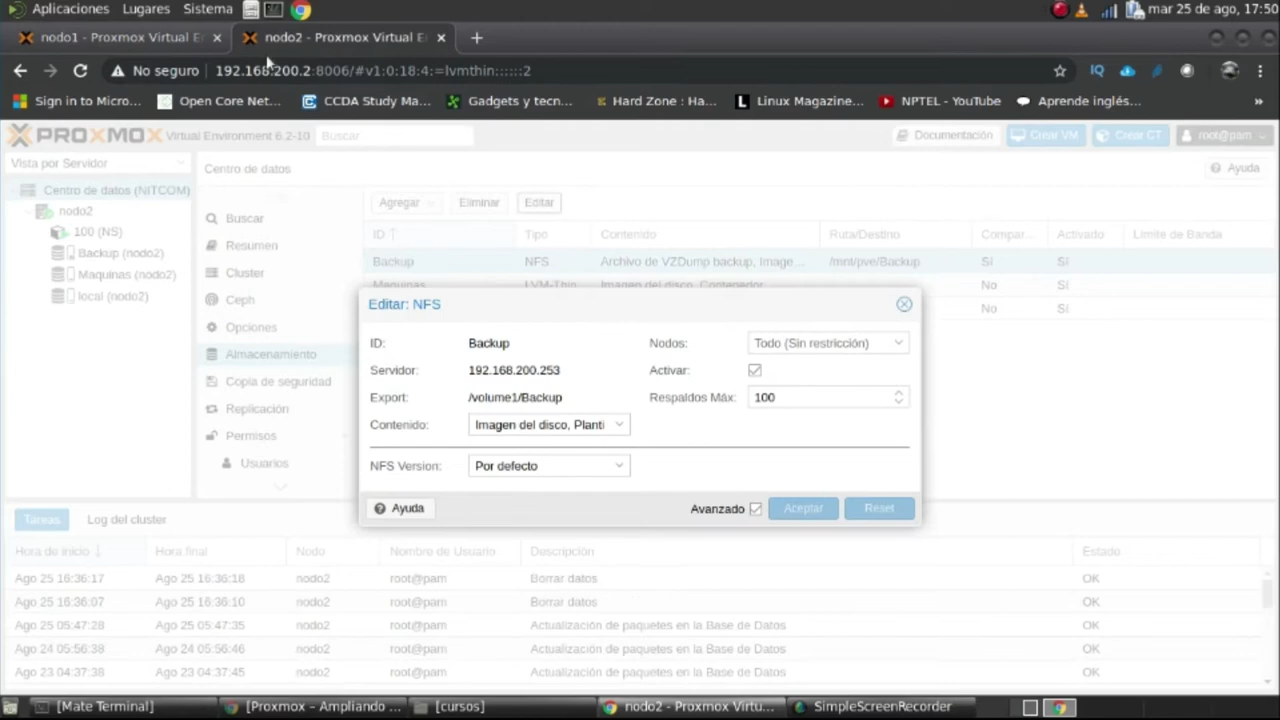 Aplicaciones Lugares Sistema mar 25 de ago, 17:50
nodo1 - Proxmox Virtual E nodo2 - Proxmox Virtual E
No seguro 192.168.200.2:8006/#v1:0:18:4:=lvmthin::::::2
Sign in to Micro... Open Core Net... CCDA Study Ma... Gadgets y tecn... Hard Zone : Ha... Linux Magazine... NPTEL - YouTube Aprende inglés... »
PROXMOX Virtual Environment 6.2-10 Buscar Documentación Crear VM Crear CT root@pam
Vista por Servidor
Centro de datos Ayuda
Centro de datos (NITCOM)
nodo2
100 (NS)
Backup (nodo2)
Maquinas (nodo2)
local (nodo2)
Buscar
Resumen
Cluster
Ceph
Opciones
Almacenamiento
Copia de seguridad
Replicación
Permisos
Usuarios
Agregar Eliminar Editar
ID Tipo Contenido Ruta/Destino Compar... Activado Límite de Banda
Backup NFS Archivo de VZDump backup, Image... /mnt/pve/Backup Sí Sí
Maquinas LVM-Thin Imagen del disco, Contenedor No Sí
No Sí
Editar: NFS
ID: Backup Nodos: Todo (Sin restricción)
Servidor: 192.168.200.253 Activar:
Export: /volume1/Backup Respaldos Máx: 100
Contenido: Imagen del disco, Planti
NFS Version: Por defecto
Ayuda Avanzado Aceptar Reset
Tareas Log del cluster
Hora de inicio Hora final Nodo Nombre de Usuario Descripción Estado
Ago 25 16:36:17 Ago 25 16:36:18 nodo2 root@pam Borrar datos OK
Ago 25 16:36:07 Ago 25 16:36:10 nodo2 root@pam Borrar datos OK
Ago 25 05:47:28 Ago 25 05:47:35 nodo2 root@pam Actualización de paquetes en la Base de Datos OK
Ago 24 05:56:38 Ago 24 05:56:46 nodo2 root@pam Actualización de paquetes en la Base de Datos OK
Ago 23 04:37:38 Ago 23 04:37:45 nodo2 root@pam Actualización de paquetes en la Base de Datos OK
[Mate Terminal] [Proxmox – Ampliando ... [cursos] nodo2 - Proxmox Virtu... SimpleScreenRecorder